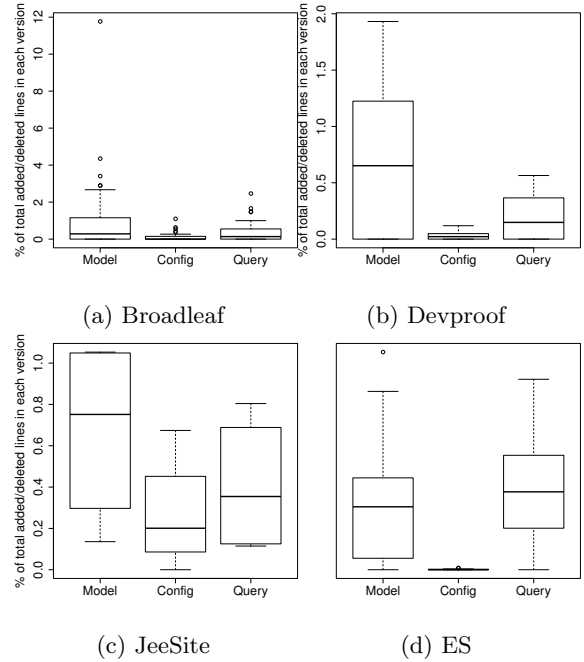 % of total added/deleted lines in each version
12
10
8
6
4
2
0
Model Config Query
(a) Broadleaf
% of total added/deleted lines in each version
2.0
1.5
1.0
0.5
0.0
Model Config Query
(b) Devproof
% of total added/deleted lines in each version
1.0
0.8
0.6
0.4
0.2
0.0
Model Config Query
(c) JeeSite
Model Config Query
(d) ES